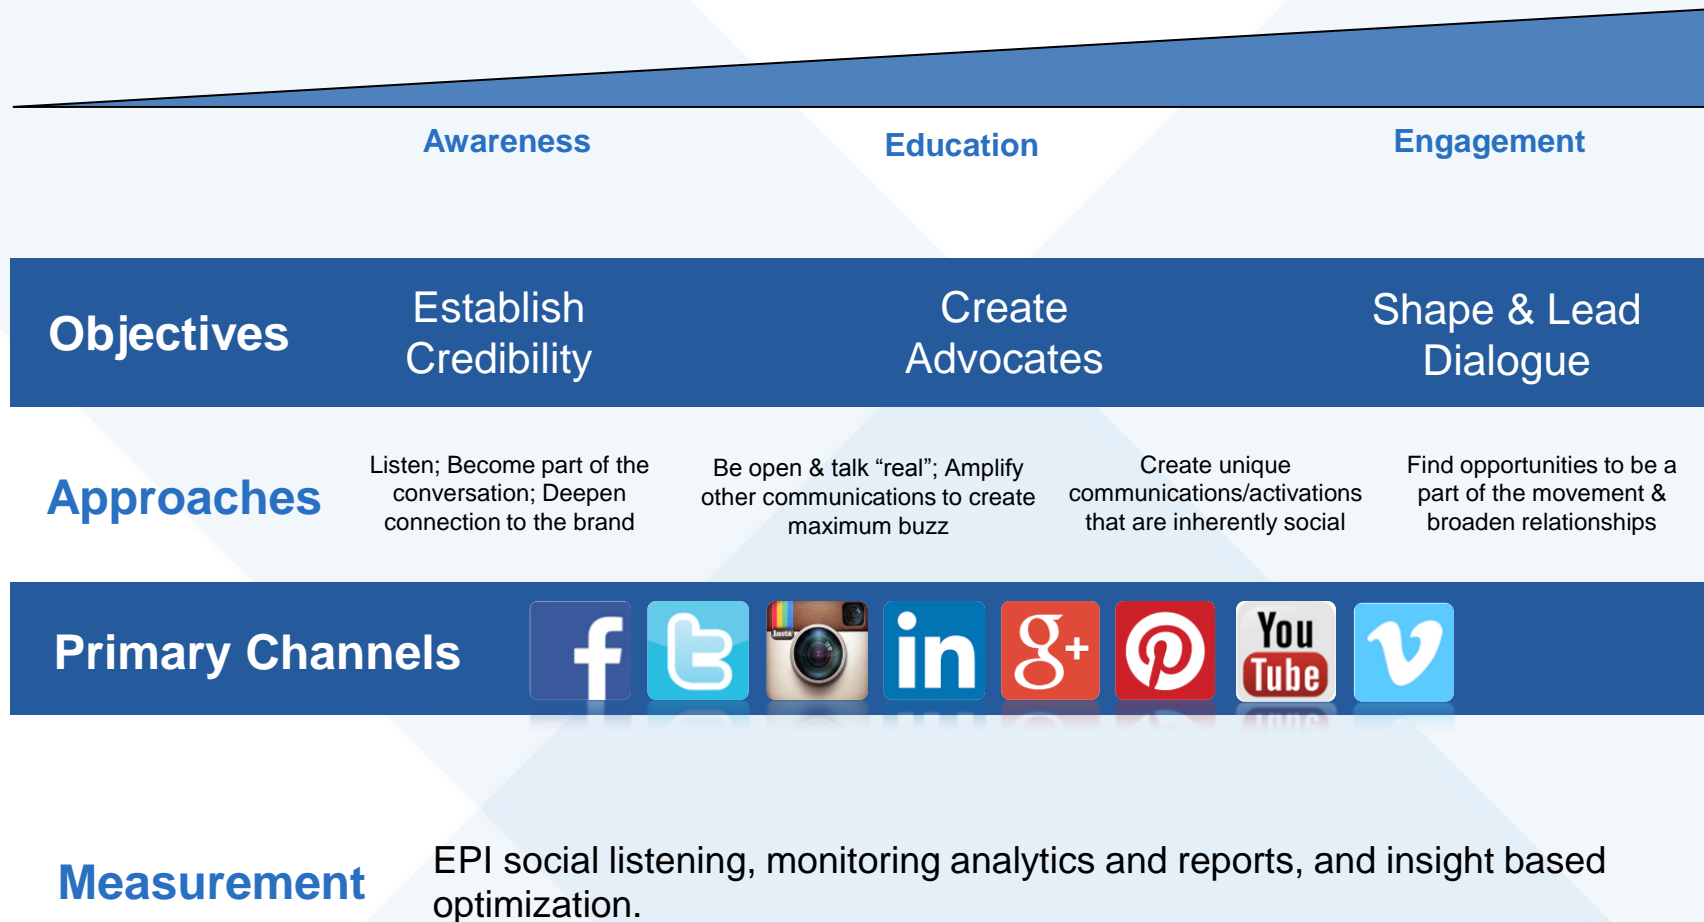 Awareness
Education
Engagement
Objectives
Establish
Credibility
Create
Advocates
Shape & Lead
Dialogue
Approaches
Listen; Become part of the
conversation; Deepen
connection to the brand
Be open & talk “real”; Amplify
other communications to create
maximum buzz
Create unique
communications/activations
that are inherently social
Find opportunities to be a
part of the movement &
broaden relationships
Primary Channels
f
t
Insta
in
g+
p
You
Tube
v
Measurement
EPI social listening, monitoring analytics and reports, and insight based
optimization.